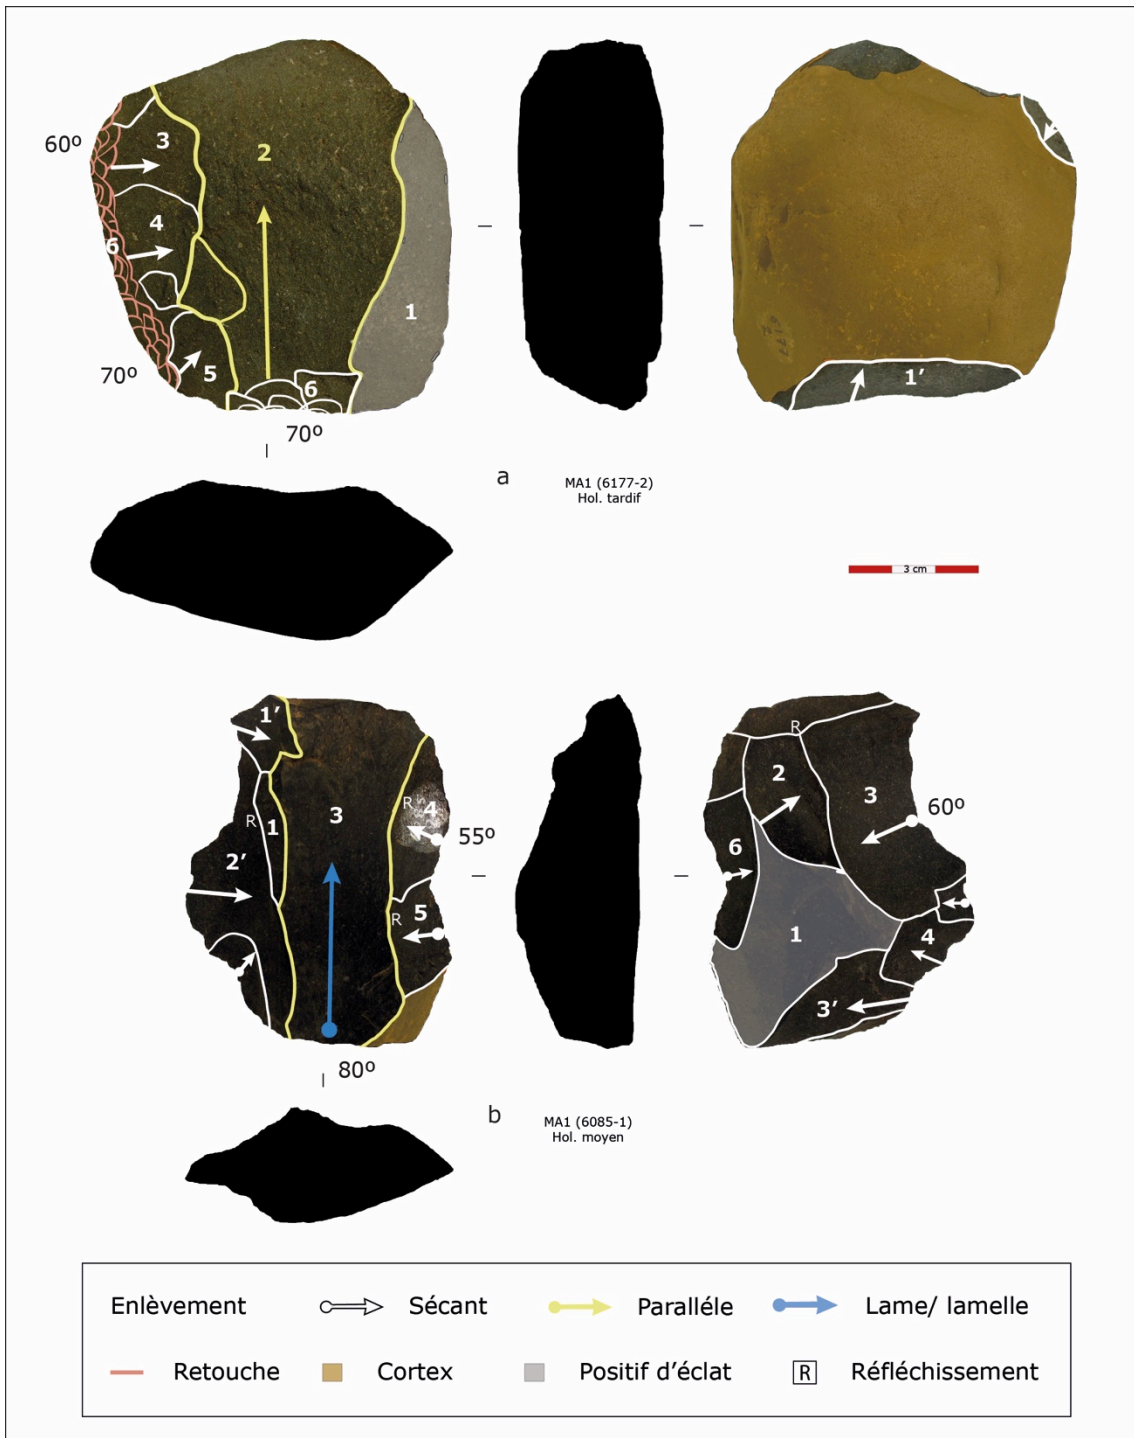 60º
3
2
4
6
1
5
6
70º
70º
1'
a
MA1 (6177-2)
Hol. tardif
3 cm
1'
R
2
3
3
R
4
60º
R
1
55º
2'
6
5
R
1
4
3'
80º
b
MA1 (6085-1)
Hol. moyen
Enlèvement
Sécant
Paralléle
Lame/ lamelle
Retouche
Cortex
Positif d'éclat
R
Réfléchissement